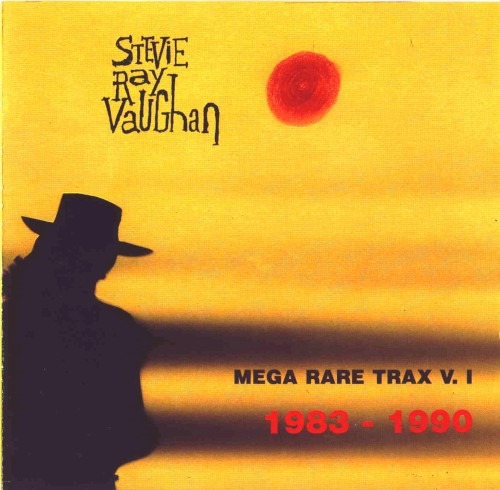 STEViE
RaY
VaUGhan
MEGA RARE TRAX V. I
1983 - 1990